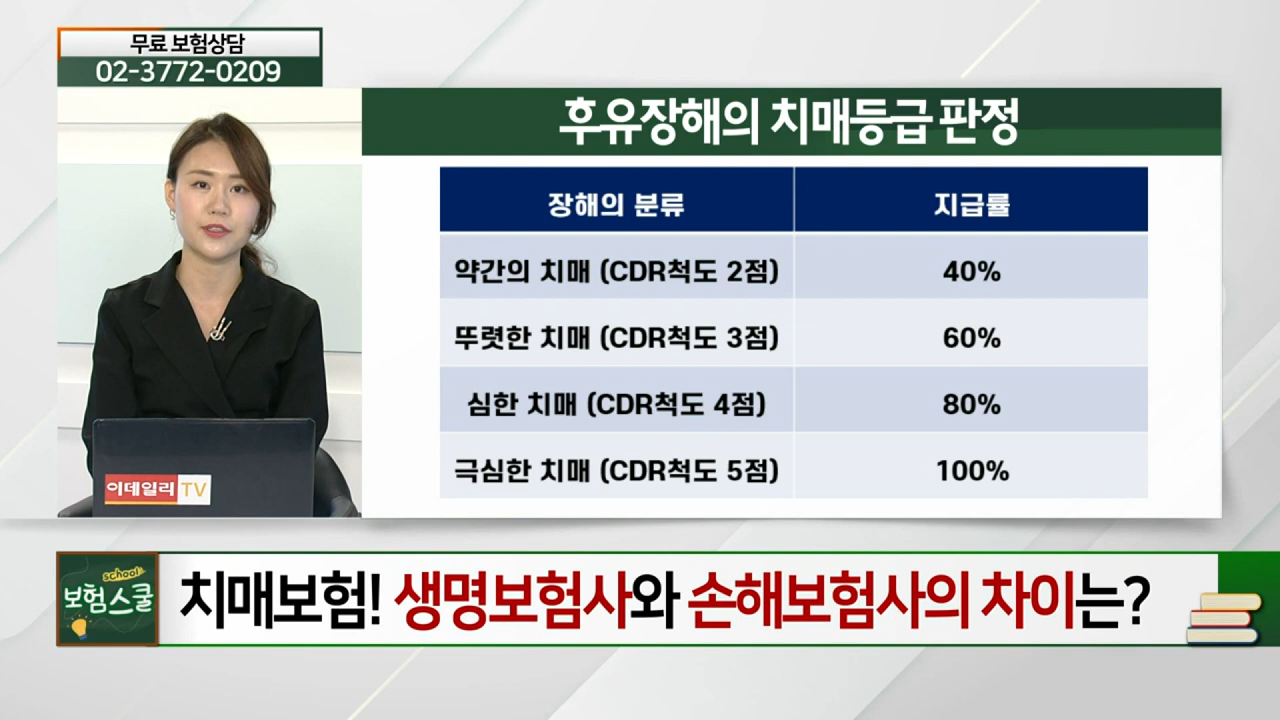 무료 보험상담
02-3772-0209
후유장해의 치매등급 판정
장해의 분류 지급률
약간의 치매 (CDR척도 2점) 40%
뚜렷한 치매 (CDR척도 3점) 60%
심한 치매 (CDR척도 4점) 80%
극심한 치매 (CDR척도 5점) 100%
이데일리TV
school
보험스쿨
치매보험! 생명보험사와 손해보험사의 차이는?